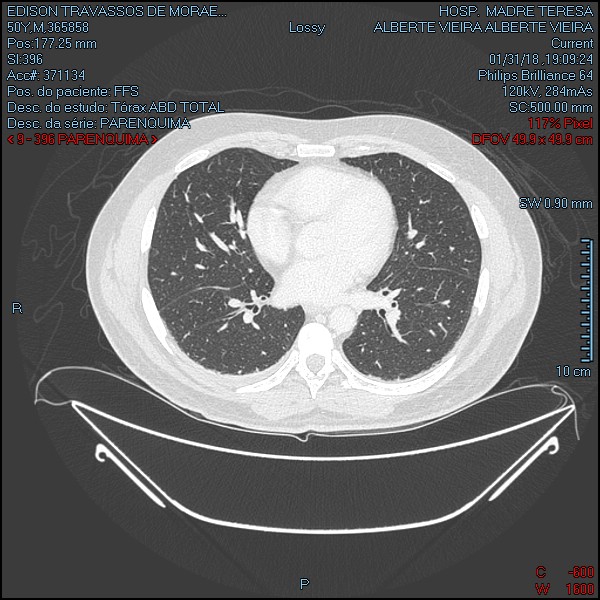 EDISON TRAVASSOS DE MORAE...
50Y,M,365858
Pos:177.25 mm
SI:396
Acc#: 371134
Pos. do paciente: FFS
Desc. do estudo: Tórax ABD TOTAL
Desc. da série: PARENQUIMA
< 9 - 396 PARENQUIMA >
Lossy
HOSP. MADRE TERESA
ALBERTE VIEIRA ALBERTE VIEIRA
Current
01/31/18 ,19:09:24
Philips Brilliance 64
120kV, 284mAs
SC:500.00 mm
117% Pixel
DFOV 49.9 x 49.9 cm
SW 0.90 mm
R
10 cm
P
C -600
W 1600